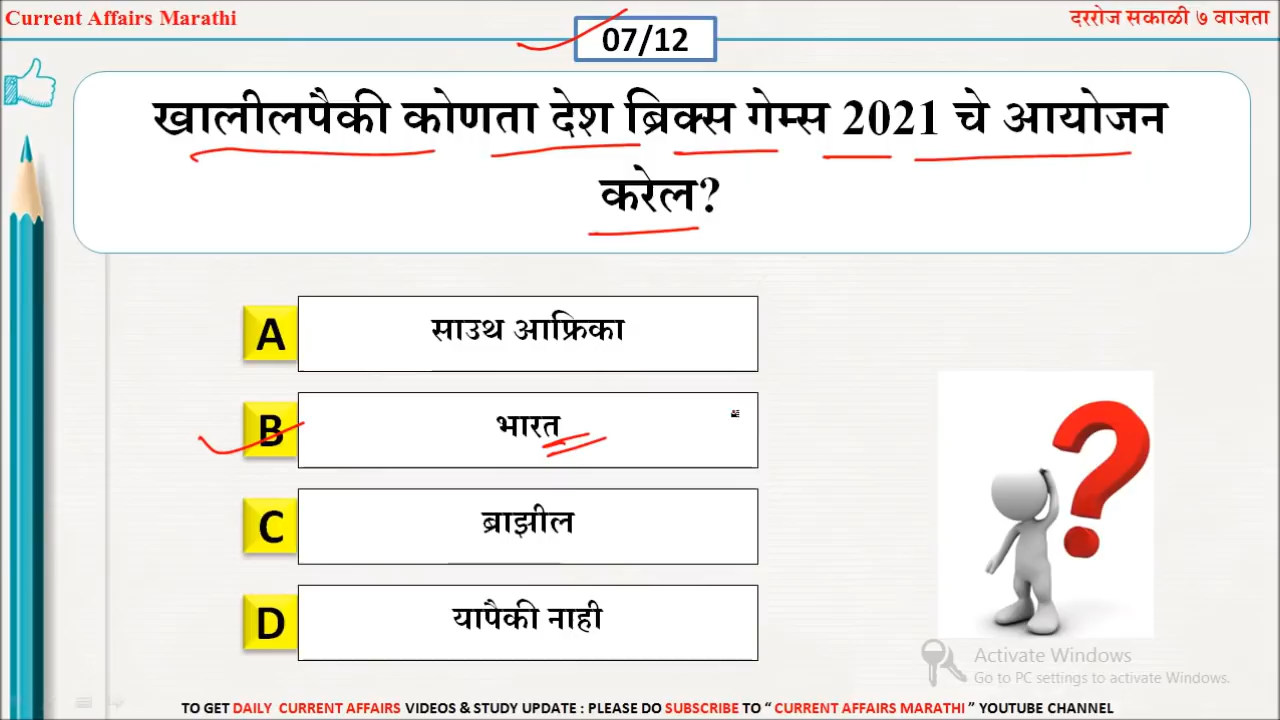 Current Affairs Marathi
दररोज सकाळी ७ वाजता
07/12
खालीलपैकी कोणता देश ब्रिक्स गेम्स 2021 चे आयोजन
करेल?
A साउथ आफ्रिका
B भारत
C ब्राझील
D यापैकी नाही
Activate Windows
Go to PC settings to activate Windows.
TO GET DAILY CURRENT AFFAIRS VIDEOS & STUDY UPDATE : PLEASE DO SUBSCRIBE TO “ CURRENT AFFAIRS MARATHI ” YOUTUBE CHANNEL